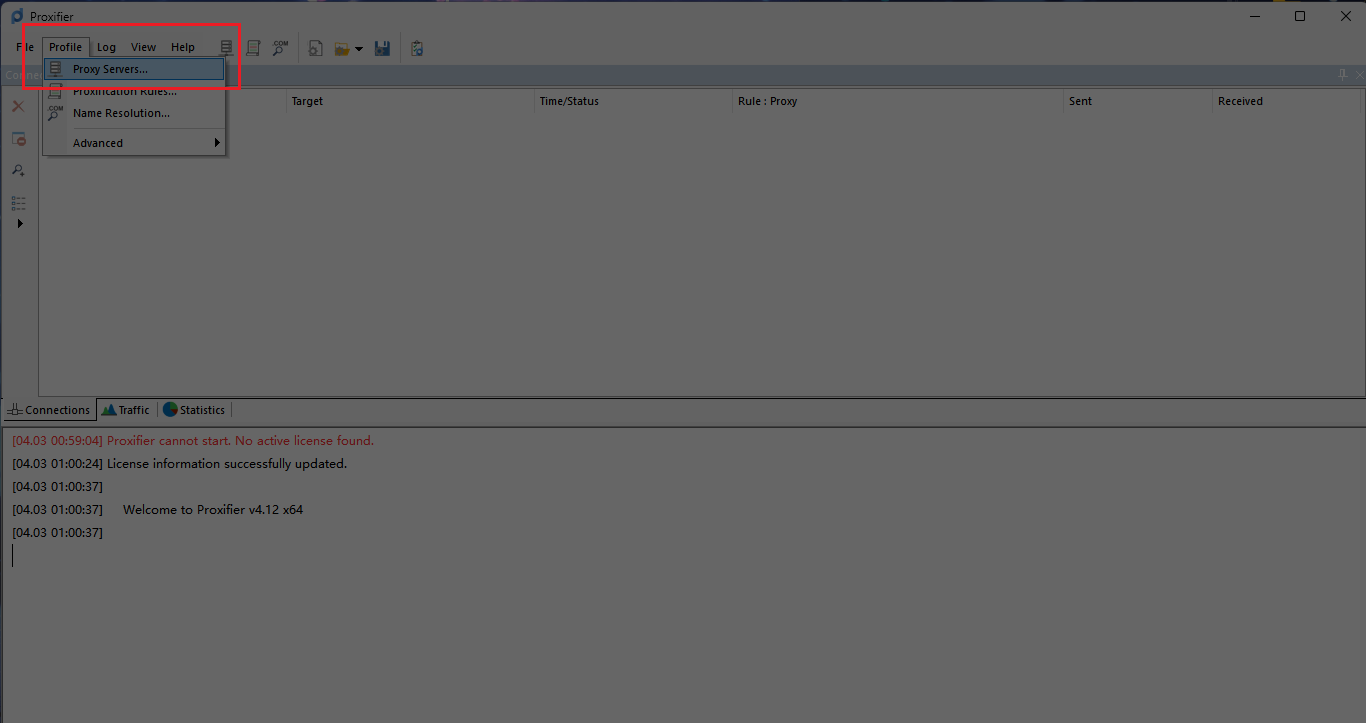 Proxifier
File Profile Log View Help .COM
Proxy Servers...
Proxification Rules...
.COM Name Resolution...
Advanced
Target Time/Status Rule : Proxy Sent Received
Connections Traffic Statistics
[04.03 00:59:04] Proxifier cannot start. No active license found.
[04.03 01:00:24] License information successfully updated.
[04.03 01:00:37]
[04.03 01:00:37] Welcome to Proxifier v4.12 x64
[04.03 01:00:37]